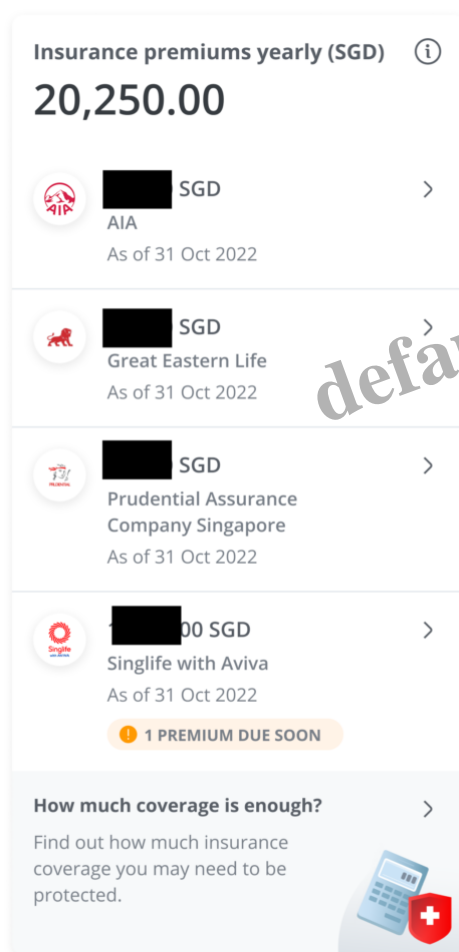 Insurance premiums yearly (SGD)
20,250.00
SGD
AIA
AIA
As of 31 Oct 2022
SGD
Great Eastern Life
As of 31 Oct 2022
SGD
PRUDENTIAL
Prudential Assurance
Company Singapore
As of 31 Oct 2022
00 SGD
Singlife
Singlife with Aviva
As of 31 Oct 2022
! 1 PREMIUM DUE SOON
How much coverage is enough?
Find out how much insurance
coverage you may need to be
protected.